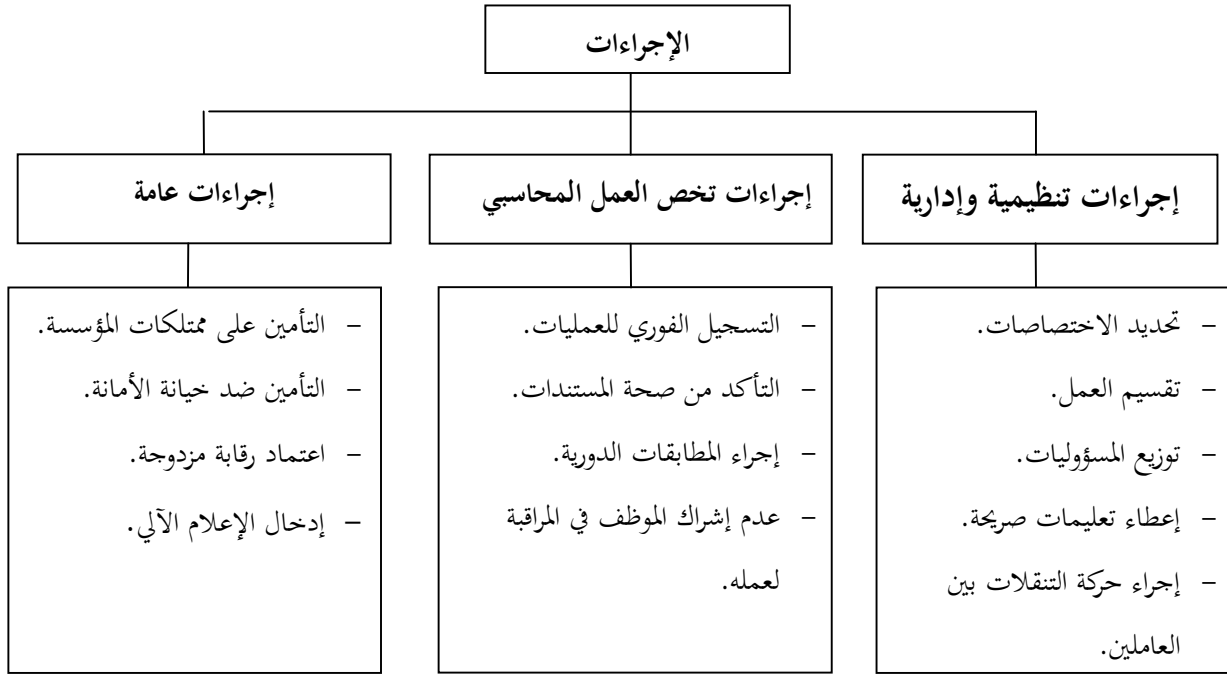 الإجراءات
إجراءات تنظيمية وإدارية
إجراءات تخص العمل المحاسبي
إجراءات عامة
– تحديد الاختصاصات.
– تقسيم العمل.
– توزيع المسؤوليات.
– إعطاء تعليمات صريحة.
– إجراء حركة التنقلات بين
العاملين.
– التسجيل الفوري للعمليات.
– التأكد من صحة المستندات.
– إجراء المطابقات الدورية.
– عدم إشراك الموظف في المراقبة
لعمله.
– التأمين على ممتلكات المؤسسة.
– التأمين ضد خيانة الأمانة.
– اعتماد رقابة مزدوجة.
– إدخال الإعلام الآلي.